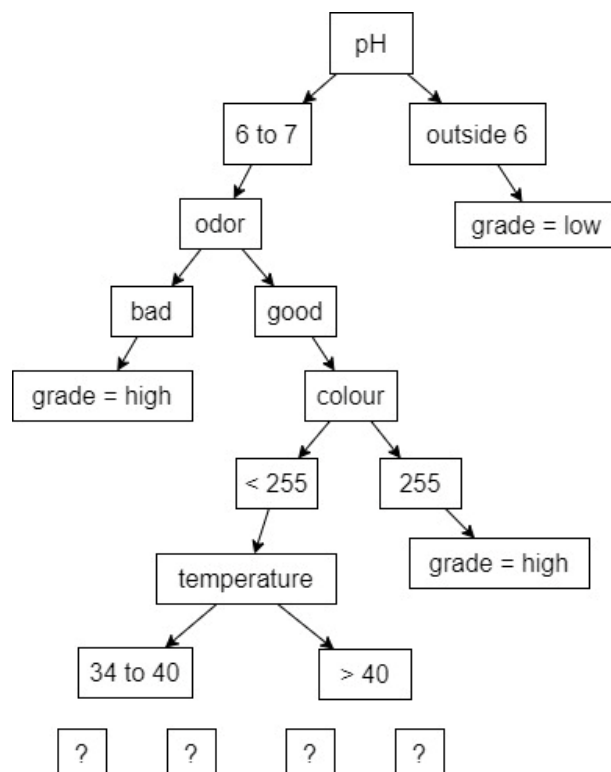 pH
6 to 7
outside 6
odor
grade = low
bad
good
grade = high
colour
< 255
255
temperature
grade = high
34 to 40
> 40
?
?
?
?